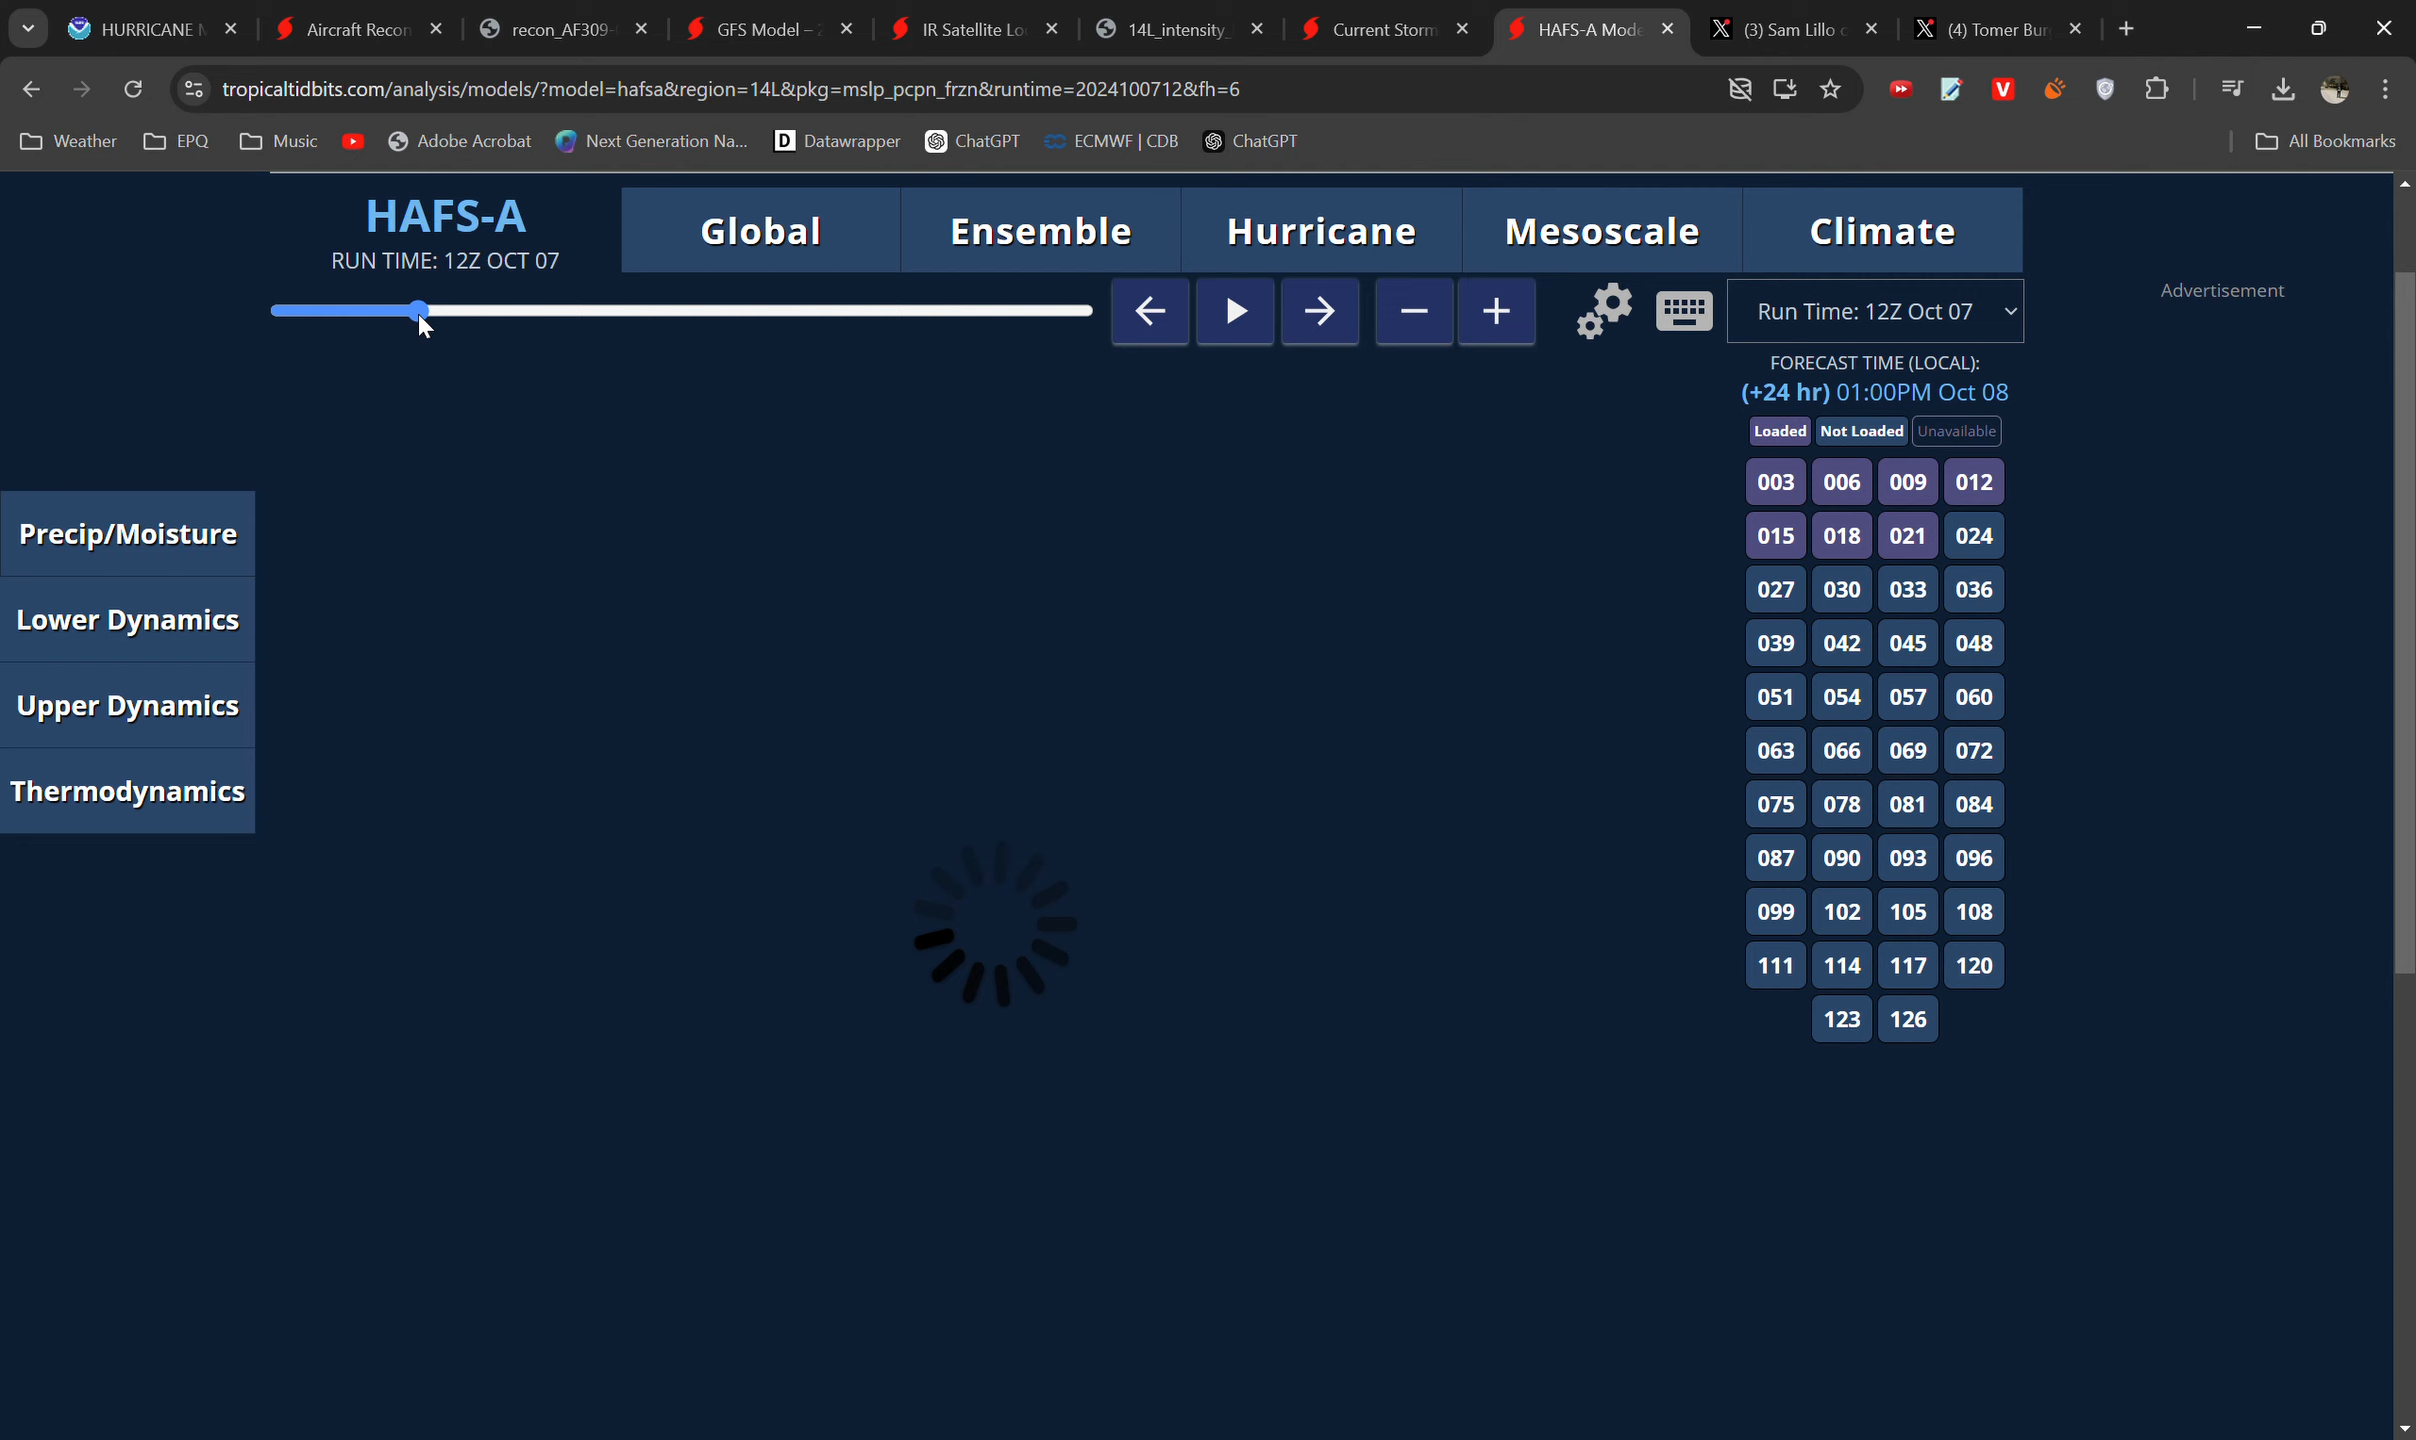 HURRICANE M
Aircraft Recon
recon_AF309-
GFS Model – 2
IR Satellite Lo
14L_intensity_
Current Storm
HAFS-A Mode
(3) Sam Lillo o
(4) Tomer Bur
tropicaltidbits.com/analysis/models/?model=hafsa&region=14L&pkg=mslp_pcpn_frzn&runtime=2024100712&fh=6
Weather
EPQ
Music
Adobe Acrobat
Next Generation Na...
Datawrapper
ChatGPT
ECMWF | CDB
ChatGPT
All Bookmarks
HAFS-A
RUN TIME: 12Z OCT 07
Global
Ensemble
Hurricane
Mesoscale
Climate
Run Time: 12Z Oct 07
Advertisement
FORECAST TIME (LOCAL):
(+24 hr) 01:00PM Oct 08
Loaded Not Loaded Unavailable
003 006 009 012
015 018 021 024
027 030 033 036
039 042 045 048
051 054 057 060
063 066 069 072
075 078 081 084
087 090 093 096
099 102 105 108
111 114 117 120
123 126
Precip/Moisture
Lower Dynamics
Upper Dynamics
Thermodynamics